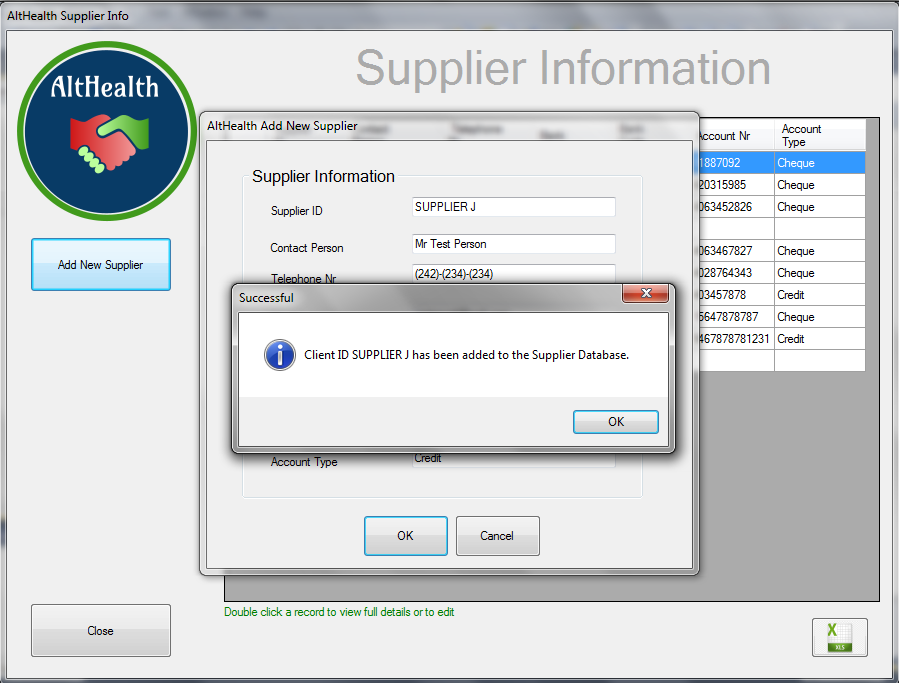 AltHealth Supplier Info
AltHealth
Supplier Information
Add New Supplier
AltHealth Add New Supplier
Supplier Information
Supplier ID
SUPPLIER J
Contact Person
Mr Test Person
Telephone Nr
(242)-(234)-(234)
Successful
Client ID SUPPLIER J has been added to the Supplier Database.
OK
Account Type
Credit
OK
Cancel
Account Nr
Account
Type
1887092 Cheque
20315985 Cheque
063452826 Cheque
063467827 Cheque
028764343 Cheque
03457878 Credit
5647878787 Cheque
467878781231 Credit
Double click a record to view full details or to edit
Close
XLS